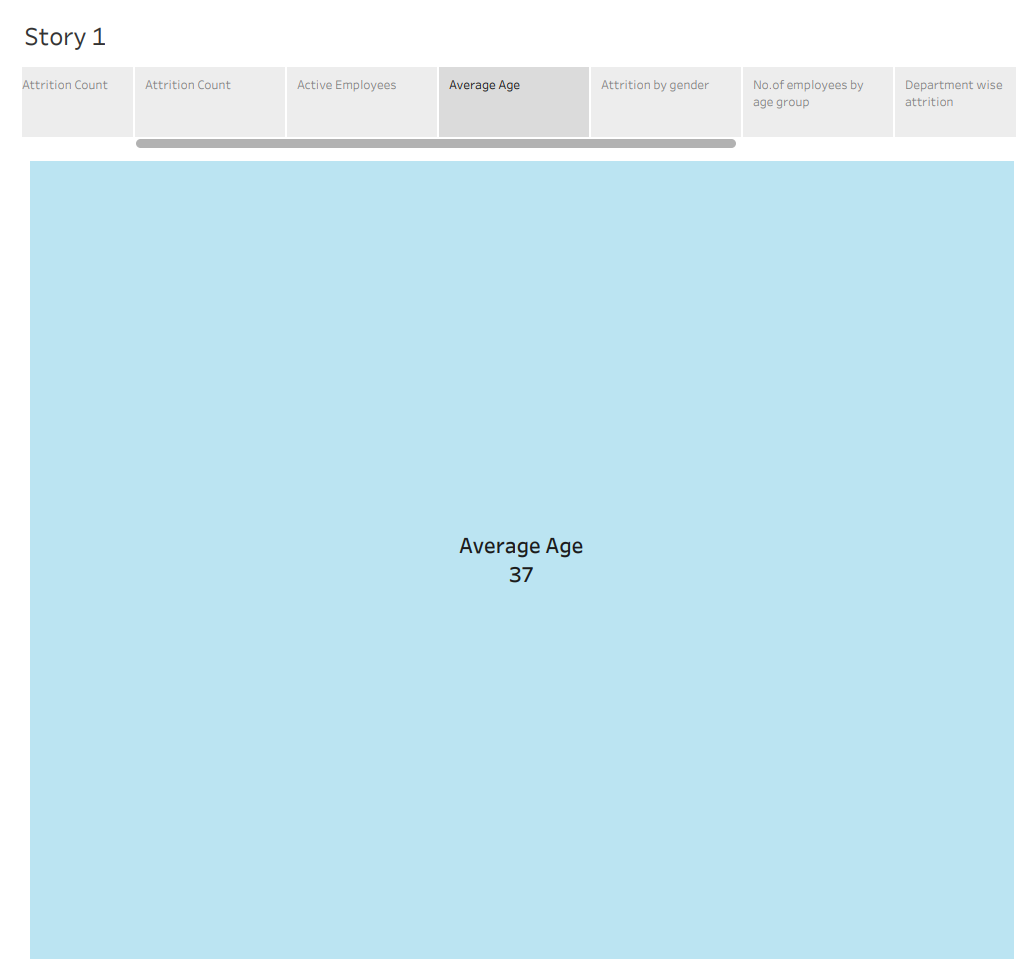 Story 1
Attrition Count
Attrition Count
Active Employees
Average Age
Attrition by gender
No.of employees by
age group
Department wise
attrition
Average Age
37